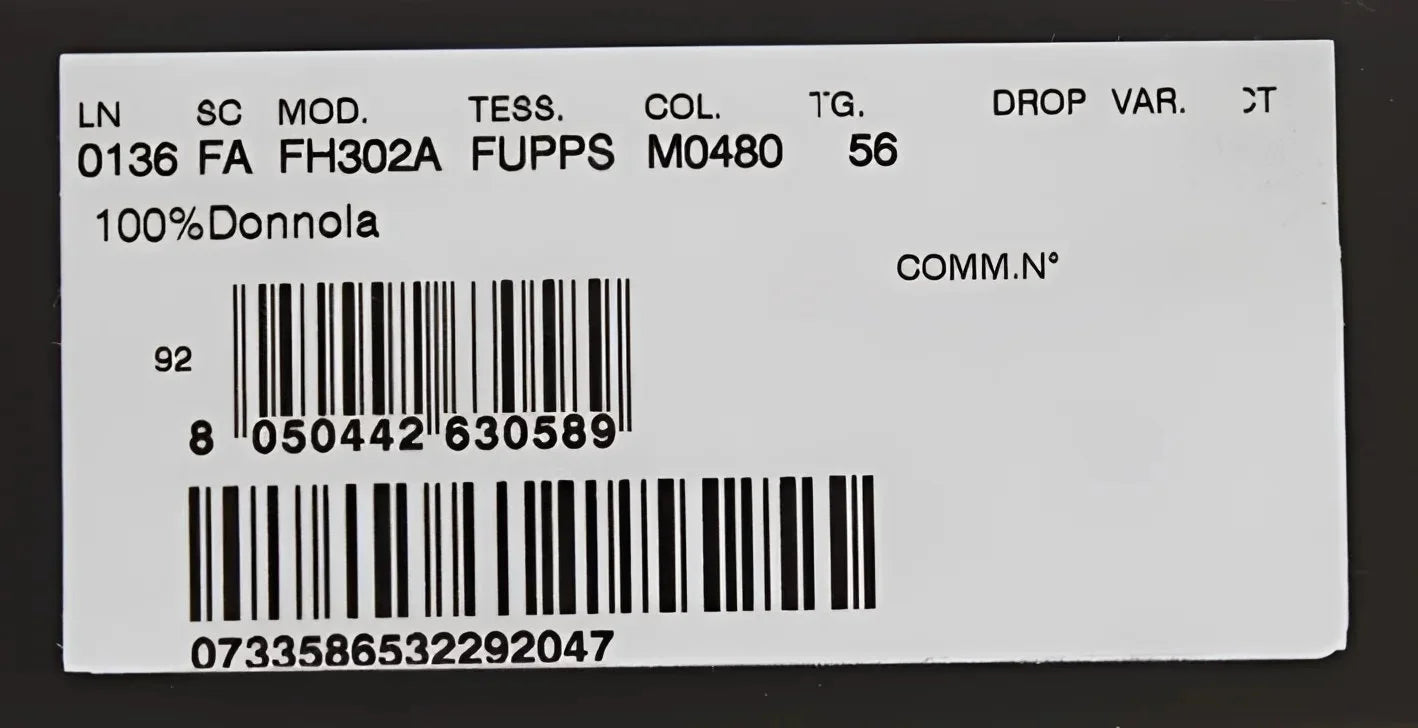 LN SC MOD. TESS. COL. TG. DROP VAR. CT
0136 FA FH302A FUPPS M0480 56
100%Donnola
COMM.N°
92
8 050442 630589
0733586532292047